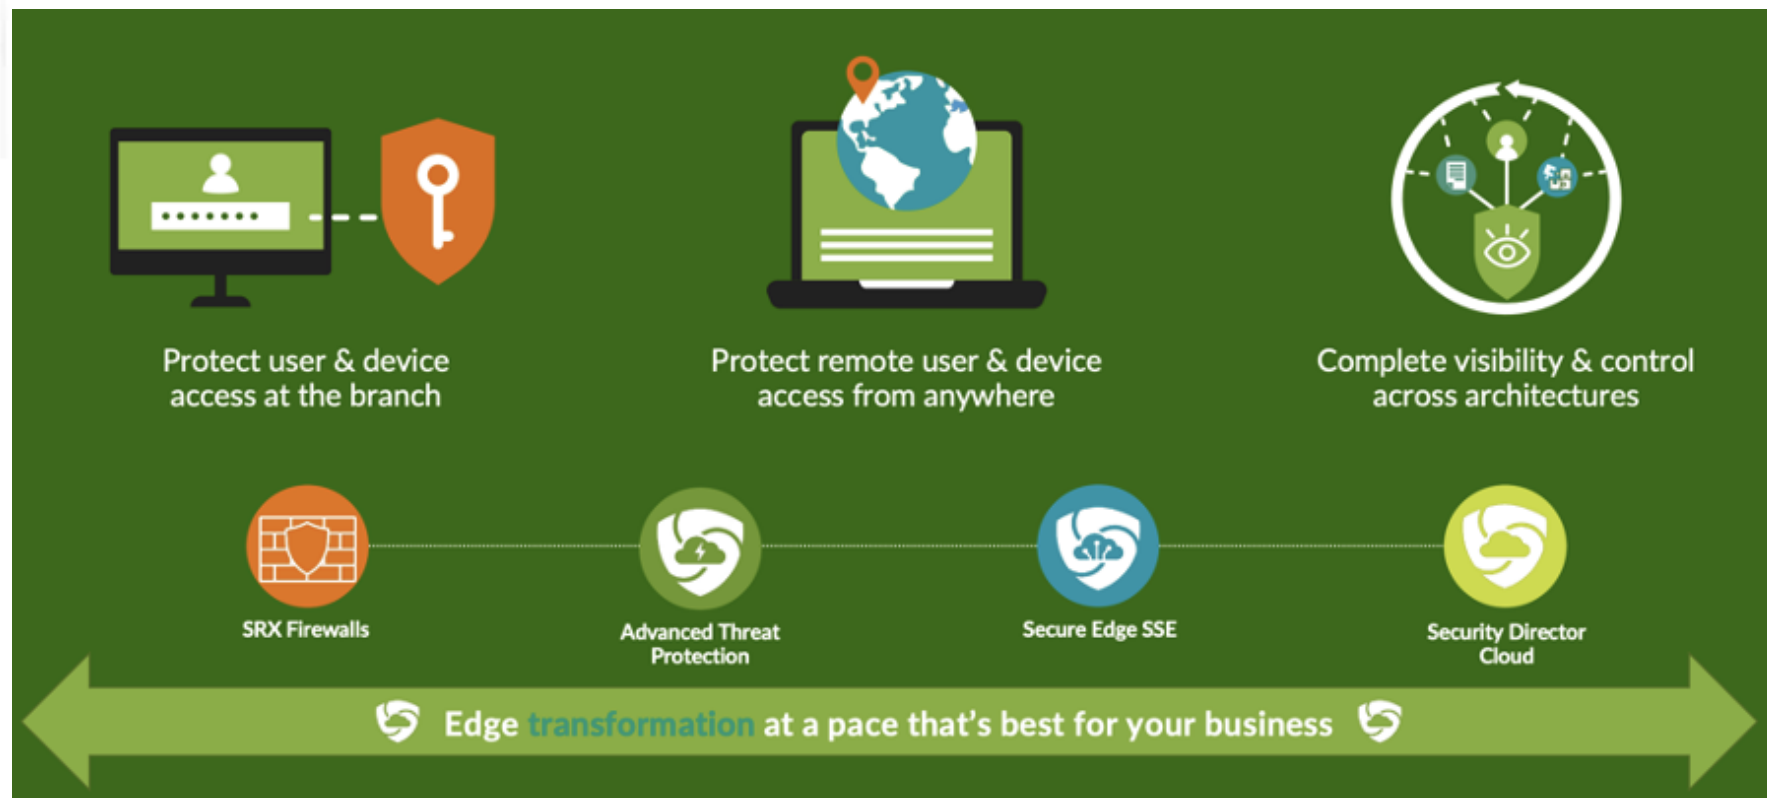 Protect user & device
access at the branch
Protect remote user & device
access from anywhere
Complete visibility & control
across architectures
SRX Firewalls
Advanced Threat
Protection
Secure Edge SSE
Security Director
Cloud
Edge transformation at a pace that's best for your business